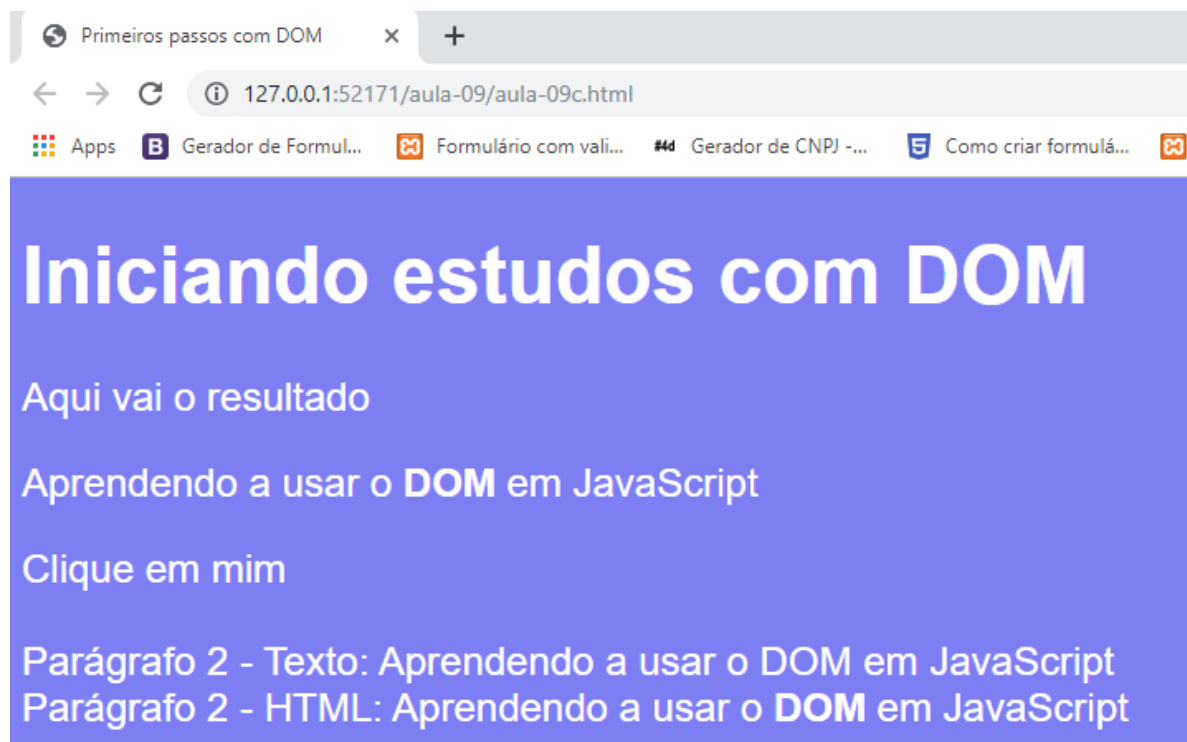 Primeiros passos com DOM
127.0.0.1:52171/aula-09/aula-09c.html
Apps B Gerador de Formul... Formulário com vali... #4d Gerador de CNPJ -... 5 Como criar formulá...
Iniciando estudos com DOM
Aqui vai o resultado
Aprendendo a usar o DOM em JavaScript
Clique em mim
Parágrafo 2 - Texto: Aprendendo a usar o DOM em JavaScript
Parágrafo 2 - HTML: Aprendendo a usar o DOM em JavaScript